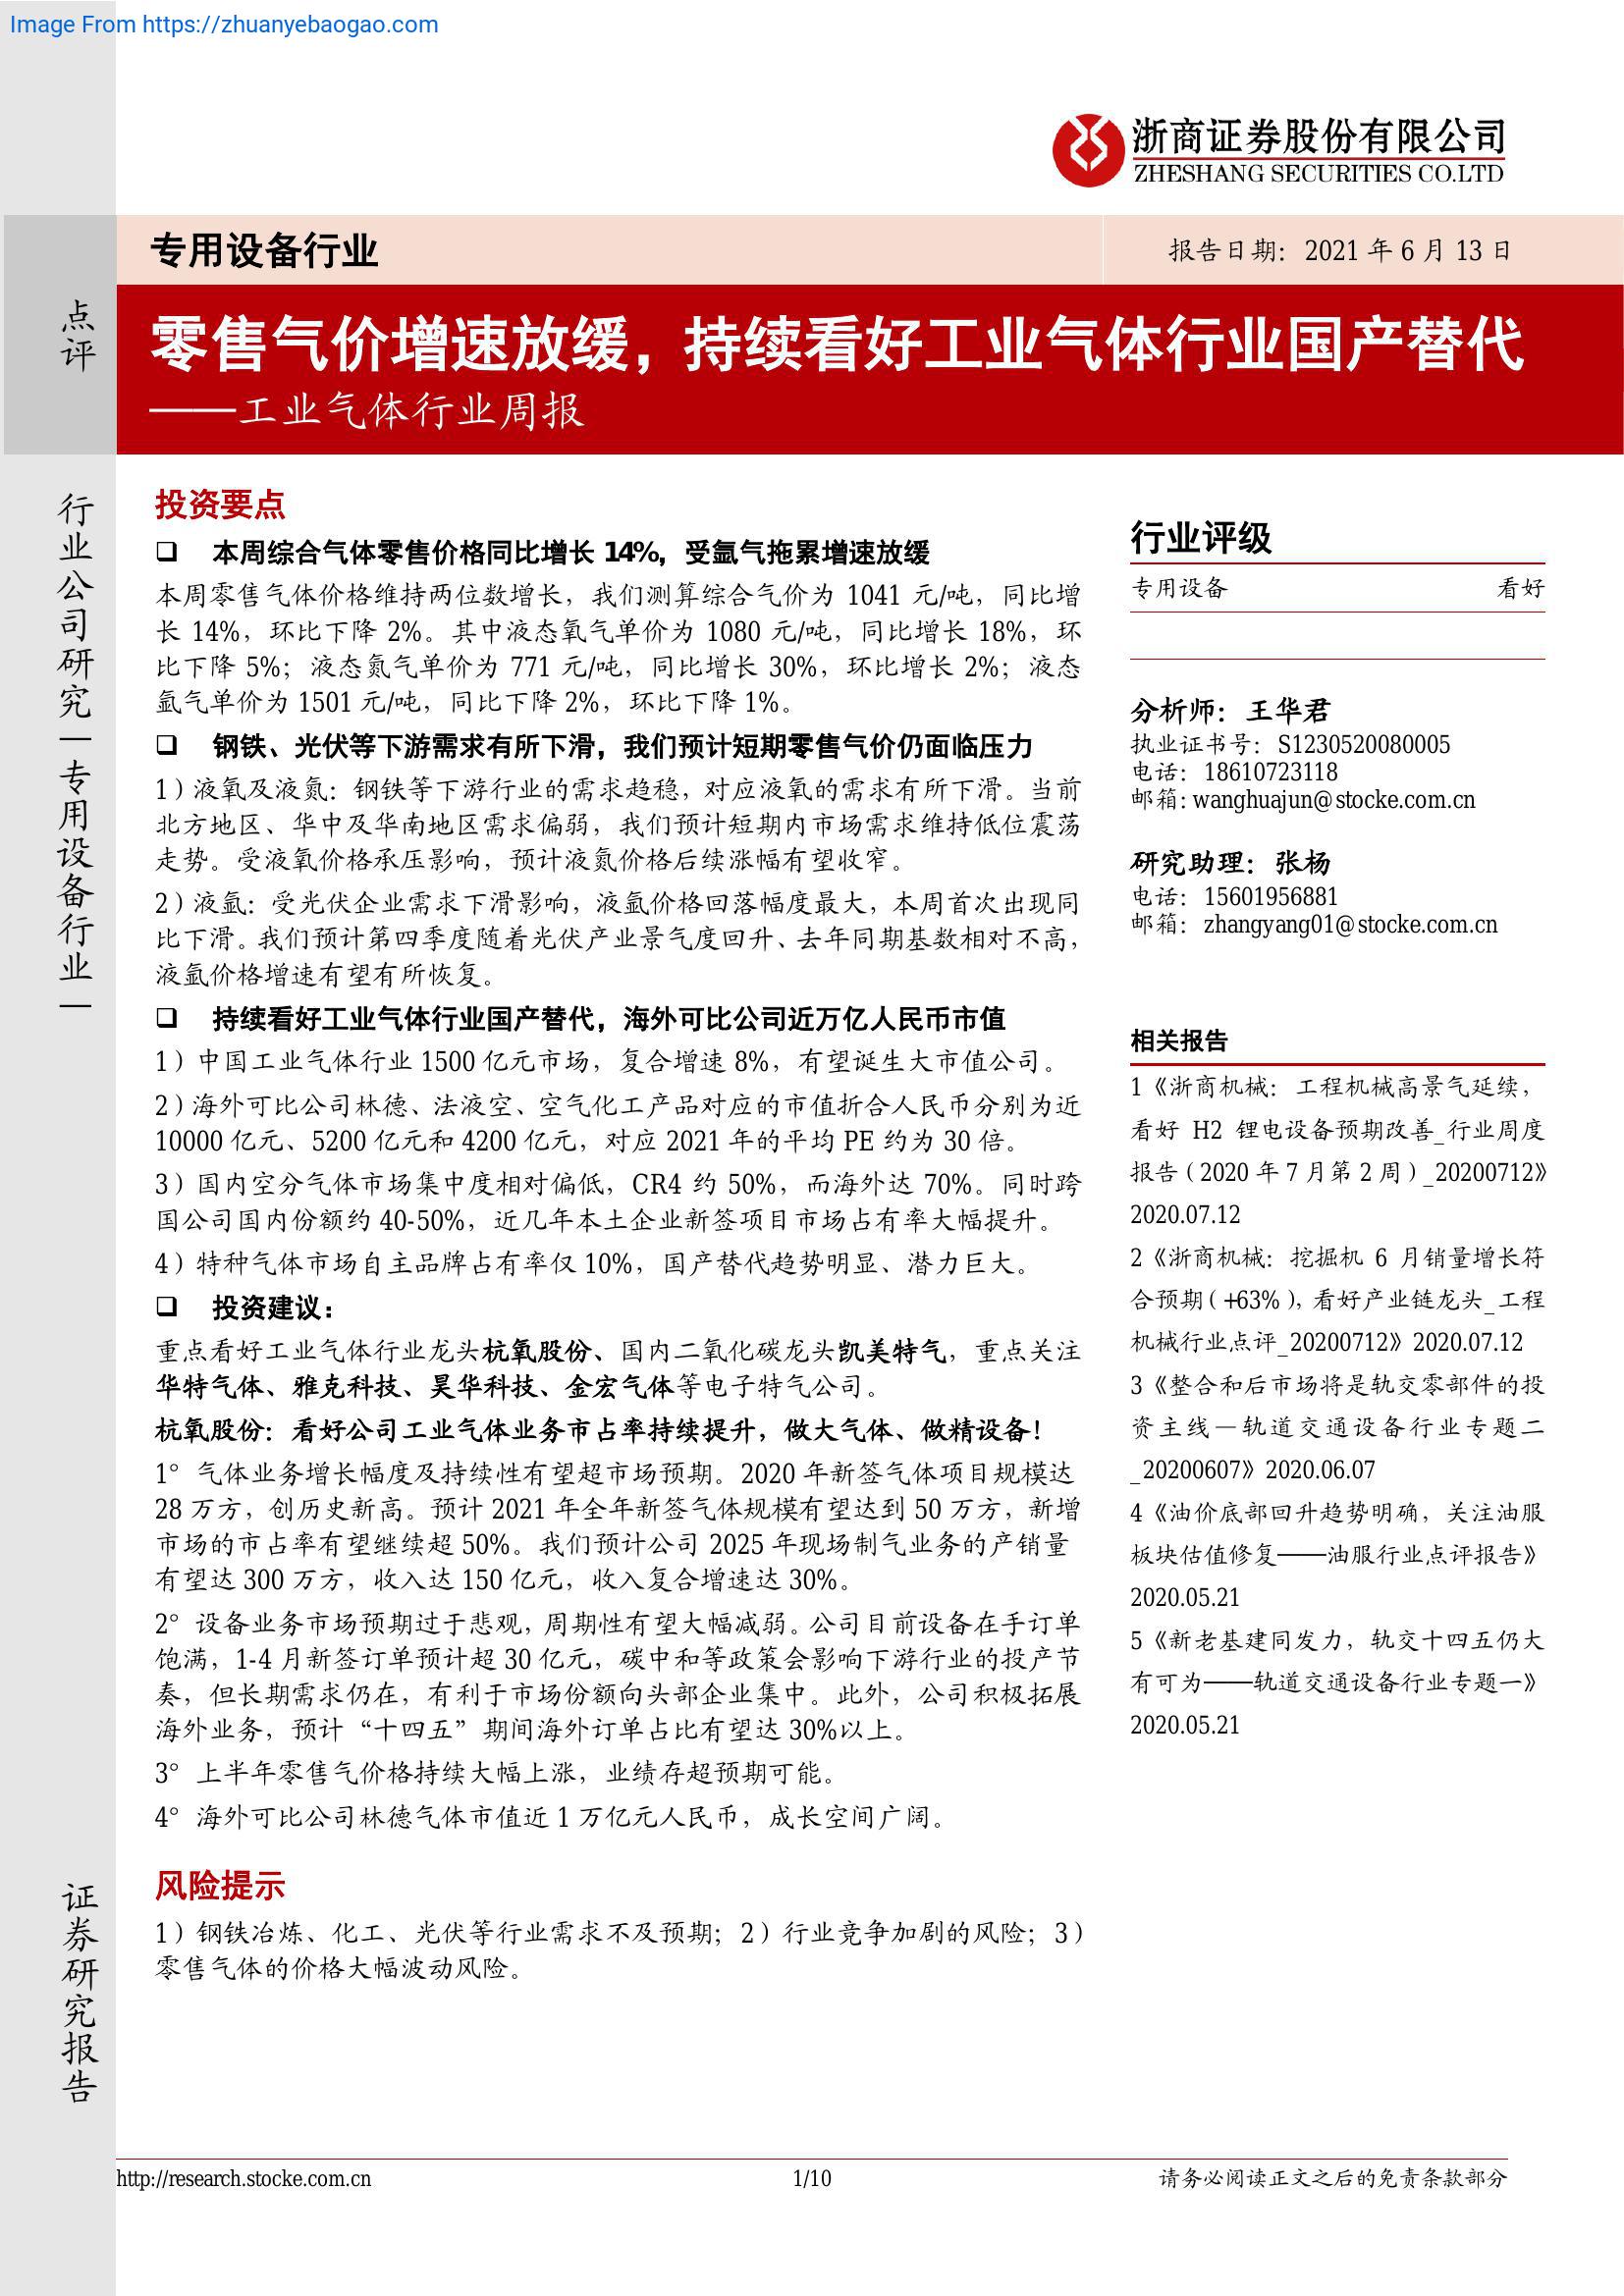 Image From https://zhuanyebaogao.com
浙商证券股份有限公司
ZHESHANG SECURITIES CO.LTD
专用设备行业
报告日期：2021 年 6 月 13 日
点评
零售气价增速放缓，持续看好工业气体行业国产替代
——工业气体行业周报
行业公司研究|专用设备行业|
证券研究报告
投资要点
❑ 本周综合气体零售价格同比增长 14%，受氩气拖累增速放缓
本周零售气体价格维持两位数增长，我们测算综合气价为 1041 元/吨，同比增
长 14%，环比下降 2%。其中液态氧气单价为 1080 元/吨，同比增长 18%，环
比下降 5%；液态氮气单价为 771 元/吨，同比增长 30%，环比增长 2%；液态
氩气单价为 1501 元/吨，同比下降 2%，环比下降 1%。
❑ 钢铁、光伏等下游需求有所下滑，我们预计短期零售气价仍面临压力
1）液氧及液氮：钢铁等下游行业的需求趋稳，对应液氧的需求有所下滑。当前
北方地区、华中及华南地区需求偏弱，我们预计短期内市场需求维持低位震荡
走势。受液氧价格承压影响，预计液氮价格后续涨幅有望收窄。
2）液氩：受光伏企业需求下滑影响，液氩价格回落幅度最大，本周首次出现同
比下滑。我们预计第四季度随着光伏产业景气度回升、去年同期基数相对不高，
液氩价格增速有望有所恢复。
❑ 持续看好工业气体行业国产替代，海外可比公司近万亿人民币市值
1）中国工业气体行业 1500 亿元市场，复合增速 8%，有望诞生大市值公司。
2）海外可比公司林德、法液空、空气化工产品对应的市值折合人民币分别为近
10000 亿元、5200 亿元和 4200 亿元，对应 2021 年的平均 PE 约为 30 倍。
3）国内空分气体市场集中度相对偏低，CR4 约 50%，而海外达 70%。同时跨
国公司国内份额约 40-50%，近几年本土企业新签项目市场占有率大幅提升。
4）特种气体市场自主品牌占有率仅 10%，国产替代趋势明显、潜力巨大。
❑ 投资建议：
重点看好工业气体行业龙头杭氧股份、国内二氧化碳龙头凯美特气，重点关注
华特气体、雅克科技、昊华科技、金宏气体等电子特气公司。
杭氧股份：看好公司工业气体业务市占率持续提升，做大气体、做精设备！
1° 气体业务增长幅度及持续性有望超市场预期。2020 年新签气体项目规模达
28 万方，创历史新高。预计 2021 年全年新签气体规模有望达到 50 万方，新增
市场的市占率有望继续超 50%。我们预计公司 2025 年现场制气业务的产销量
有望达 300 万方，收入达 150 亿元，收入复合增速达 30%。
2° 设备业务市场预期过于悲观，周期性有望大幅减弱。公司目前设备在手订单
饱满，1-4 月新签订单预计超 30 亿元，碳中和等政策会影响下游行业的投产节
奏，但长期需求仍在，有利于市场份额向头部企业集中。此外，公司积极拓展
海外业务，预计“十四五”期间海外订单占比有望达 30%以上。
3° 上半年零售气价格持续大幅上涨，业绩存超预期可能。
4° 海外可比公司林德气体市值近 1 万亿元人民币，成长空间广阔。
风险提示
1）钢铁冶炼、化工、光伏等行业需求不及预期；2）行业竞争加剧的风险；3）
零售气体的价格大幅波动风险。
行业评级
专用设备 看好
分析师：王华君
执业证书号：S1230520080005
电话：18610723118
邮箱：wanghuajun@stocke.com.cn
研究助理：张杨
电话：15601956881
邮箱：zhangyang01@stocke.com.cn
相关报告
1《浙商机械：工程机械高景气延续，
看好 H2 锂电设备预期改善_行业周度
报告（2020 年 7 月第 2 周）_20200712》
2020.07.12
2《浙商机械：挖掘机 6 月销量增长符
合预期（+63%），看好产业链龙头_工程
机械行业点评_20200712》2020.07.12
3《整合和后市场将是轨交零部件的投
资主线—轨道交通设备行业专题二
_20200607》2020.06.07
4《油价底部回升趋势明确，关注油服
板块估值修复——油服行业点评报告》
2020.05.21
5《新老基建同发力，轨交十四五仍大
有可为——轨道交通设备行业专题一》
2020.05.21
http://research.stocke.com.cn
1/10
请务必阅读正文之后的免责条款部分